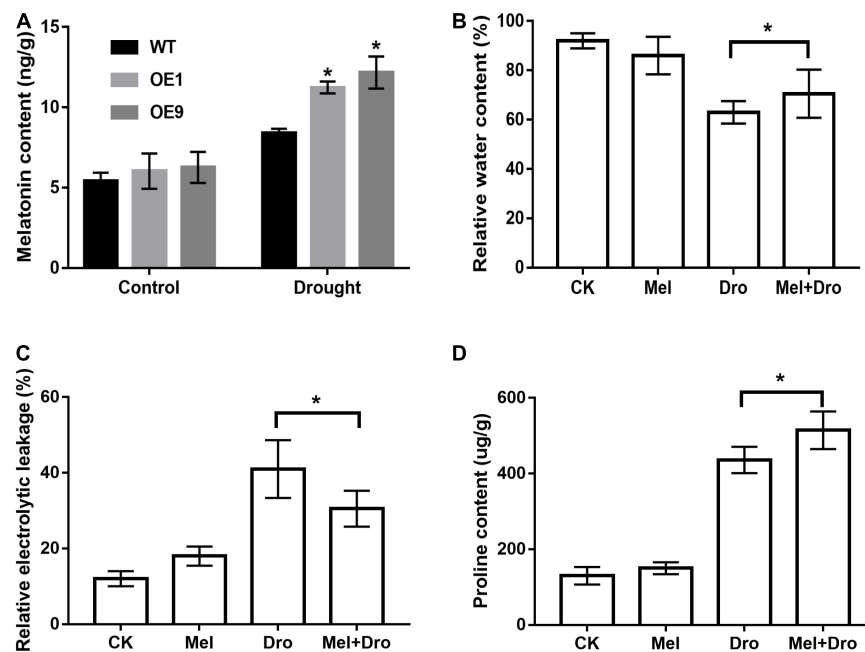 A
Melatonin content (ng/g)
15
10
5
0
WT
OE1
OE9
*
*
Control
Drought
B
Relative water content (%)
100
80
60
40
20
0
*
CK
Mel
Dro
Mel+Dro
C
Relative electrolytic leakage (%)
60
40
20
0
*
CK
Mel
Dro
Mel+Dro
D
Proline content (ug/g)
600
400
200
0
*
CK
Mel
Dro
Mel+Dro